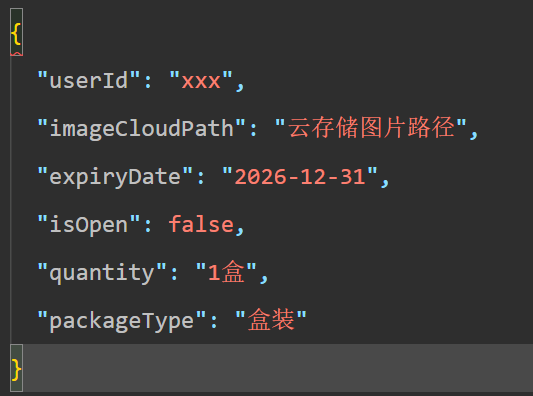 {
"userId": "xxx",
"imageCloudPath": "云存储图片路径",
"expiryDate": "2026-12-31",
"isOpen": false,
"quantity": "1盒",
"packageType": "盒装"
}